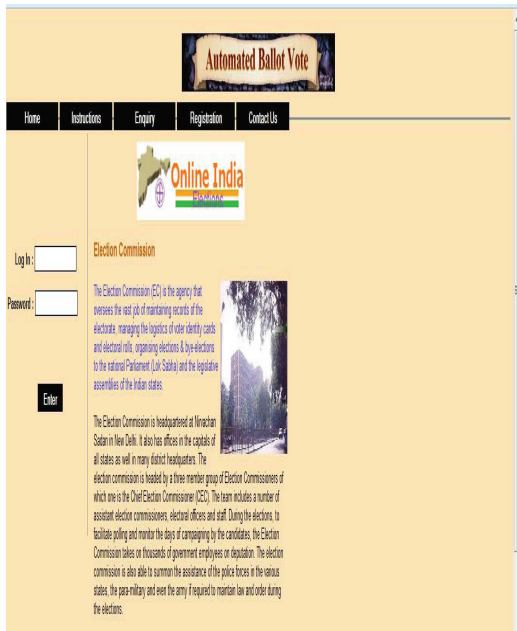 Automated Ballot Vote
Home Instructions Enquiry Registration Contact Us
Online India
Elections
Election Commission
Log In :
Password :
Enter
The Election Commission (EC) is the agency that
oversees the vast job of maintaining records of the
electorate, managing the logistics of voter identity cards
and electoral rolls, organising elections & bye-elections
to the national Parliament (Lok Sabha) and the legislative
assemblies of the Indian states.
The Election Commission is headquartered at Nirvachan
Sadan in New Delhi. It also has offices in the capitals of
all states as well in many district headquarters. The
election commission is headed by a three member group of Election Commissioners of
which one is the Chief Election Commissioner (CEC). The team includes a number of
assistant election commissioners, electoral officers and staff. During the elections, to
facilitate polling and monitor the days of campaigning by the candidates, the Election
Commission takes on thousands of government employees on deputation. The election
commission is also able to summon the assistance of the police forces in the various
states, the para-military and even the army if required to maintain law and order during
the elections.